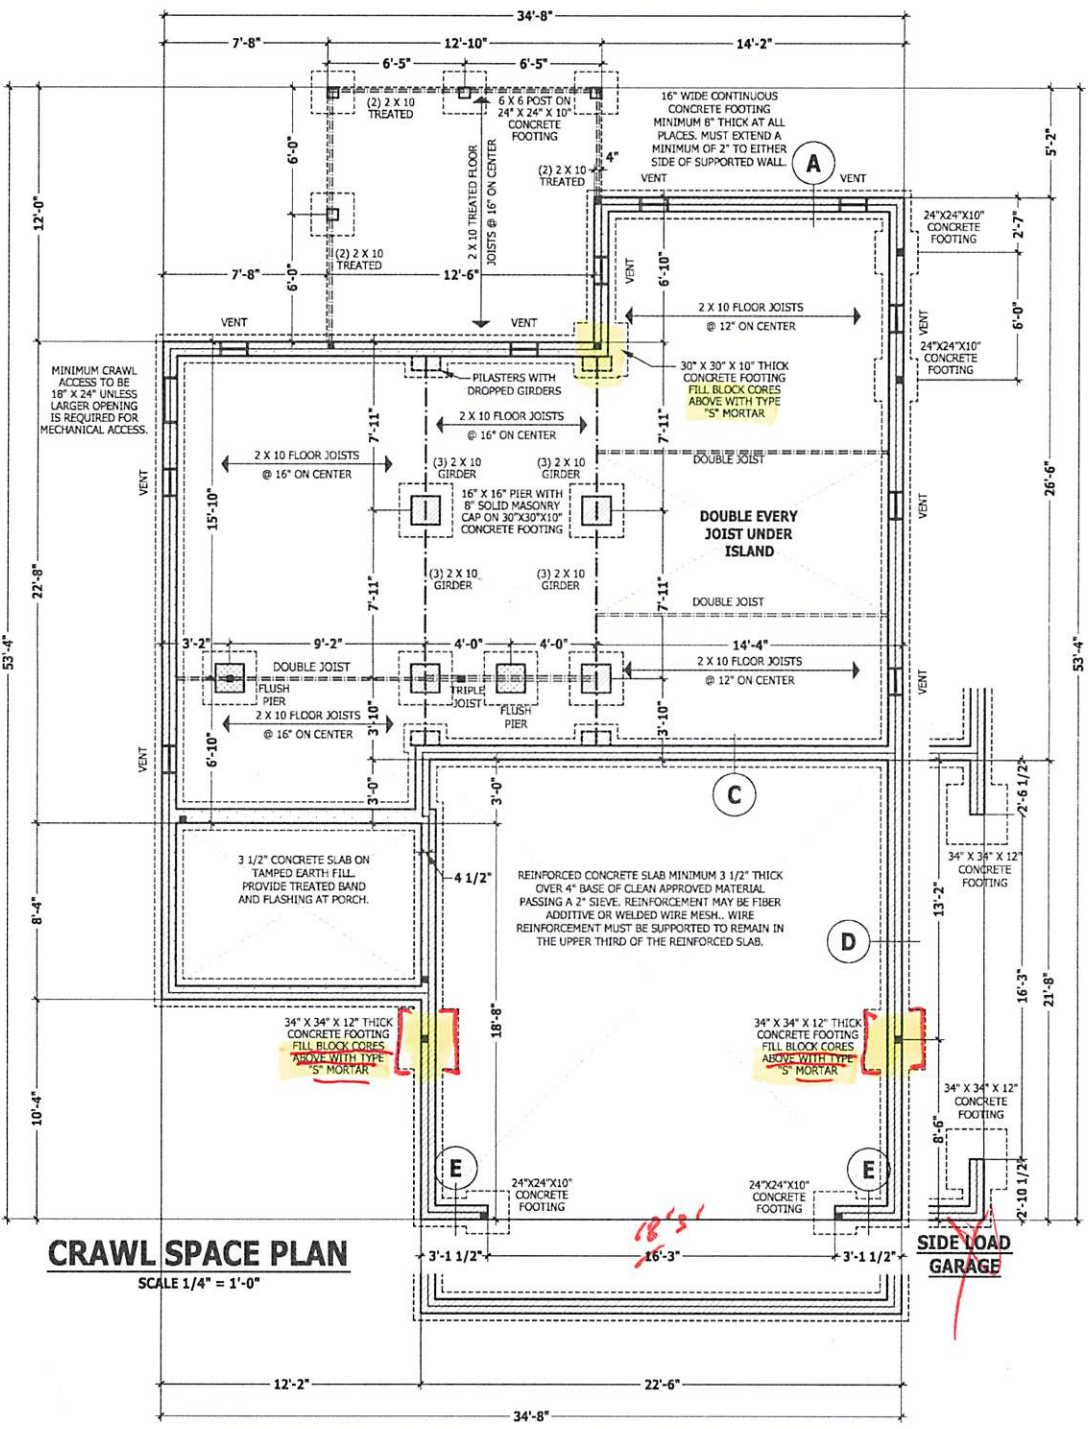 34'-8"
7'-8"
12'-10"
14'-2"
6'-5"
6'-5"
(2) 2 X 10
TREATED
6 X 6 POST ON
24" X 24" X 10"
CONCRETE
FOOTING
16" WIDE CONTINUOUS
CONCRETE FOOTING
MINIMUM 8" THICK AT ALL
PLACES. MUST EXTEND A
MINIMUM OF 2" TO EITHER
SIDE OF SUPPORTED WALL.
A
5'-2"
6'-0"
2 X 10 TREATED FLOOR
JOISTS @ 16" ON CENTER
4"
(2) 2 X 10
TREATED
VENT
VENT
12'-0"
24"X24"X10"
CONCRETE
FOOTING
2'-7"
(2) 2 X 10
TREATED
7'-8"
6'-0"
12'-6"
VENT
6'-10"
2 X 10 FLOOR JOISTS
@ 12" ON CENTER
6'-0"
VENT
VENT
VENT
24"X24"X10"
CONCRETE
FOOTING
MINIMUM CRAWL
ACCESS TO BE
18" X 24" UNLESS
LARGER OPENING
IS REQUIRED FOR
MECHANICAL ACCESS.
PILASTERS WITH
DROPPED GIRDERS
30" X 30" X 10" THICK
CONCRETE FOOTING
FILL BLOCK CORES
ABOVE WITH TYPE
"S" MORTAR
7'-11"
2 X 10 FLOOR JOISTS
@ 16" ON CENTER
7'-11"
2 X 10 FLOOR JOISTS
@ 16" ON CENTER
(3) 2 X 10
GIRDER
(3) 2 X 10
GIRDER
DOUBLE JOIST
VENT
15'-10"
16" X 16" PIER WITH
8" SOLID MASONRY
CAP ON 30"X30"X10"
CONCRETE FOOTING
DOUBLE EVERY
JOIST UNDER
ISLAND
VENT
26'-6"
22'-8"
7'-11"
(3) 2 X 10
GIRDER
(3) 2 X 10
GIRDER
7'-11"
DOUBLE JOIST
53'-4"
53'-4"
3'-2"
9'-2"
4'-0"
4'-0"
14'-4"
DOUBLE JOIST
2 X 10 FLOOR JOISTS
@ 12" ON CENTER
VENT
FLUSH
PIER
TRIPLE
JOIST
FLUSH
PIER
2 X 10 FLOOR JOISTS
@ 16" ON CENTER
3'-10"
3'-10"
VENT
6'-10"
3'-0"
3'-0"
C
2'-6 1/2"
34" X 34" X 12"
CONCRETE
FOOTING
3 1/2" CONCRETE SLAB ON
TAMPED EARTH FILL.
PROVIDE TREATED BAND
AND FLASHING AT PORCH.
4 1/2"
REINFORCED CONCRETE SLAB MINIMUM 3 1/2" THICK
OVER 4" BASE OF CLEAN APPROVED MATERIAL
PASSING A 2" SIEVE. REINFORCEMENT MAY BE FIBER
ADDITIVE OR WELDED WIRE MESH.. WIRE
REINFORCEMENT MUST BE SUPPORTED TO REMAIN IN
THE UPPER THIRD OF THE REINFORCED SLAB.
13'-2"
8'-4"
D
16'-3"
21'-8"
34" X 34" X 12" THICK
CONCRETE FOOTING
FILL BLOCK CORES
ABOVE WITH TYPE
"S" MORTAR
18'-8"
34" X 34" X 12" THICK
CONCRETE FOOTING
FILL BLOCK CORES
ABOVE WITH TYPE
"S" MORTAR
34" X 34" X 12"
CONCRETE
FOOTING
10'-4"
8'-6"
E
E
24"X24"X10"
CONCRETE
FOOTING
24"X24"X10"
CONCRETE
FOOTING
2'-10 1/2"
18'3'
CRAWL SPACE PLAN
SCALE 1/4" = 1'-0"
3'-1 1/2"
16'-3"
3'-1 1/2"
SIDE LOAD
GARAGE
12'-2"
22'-6"
34'-8"